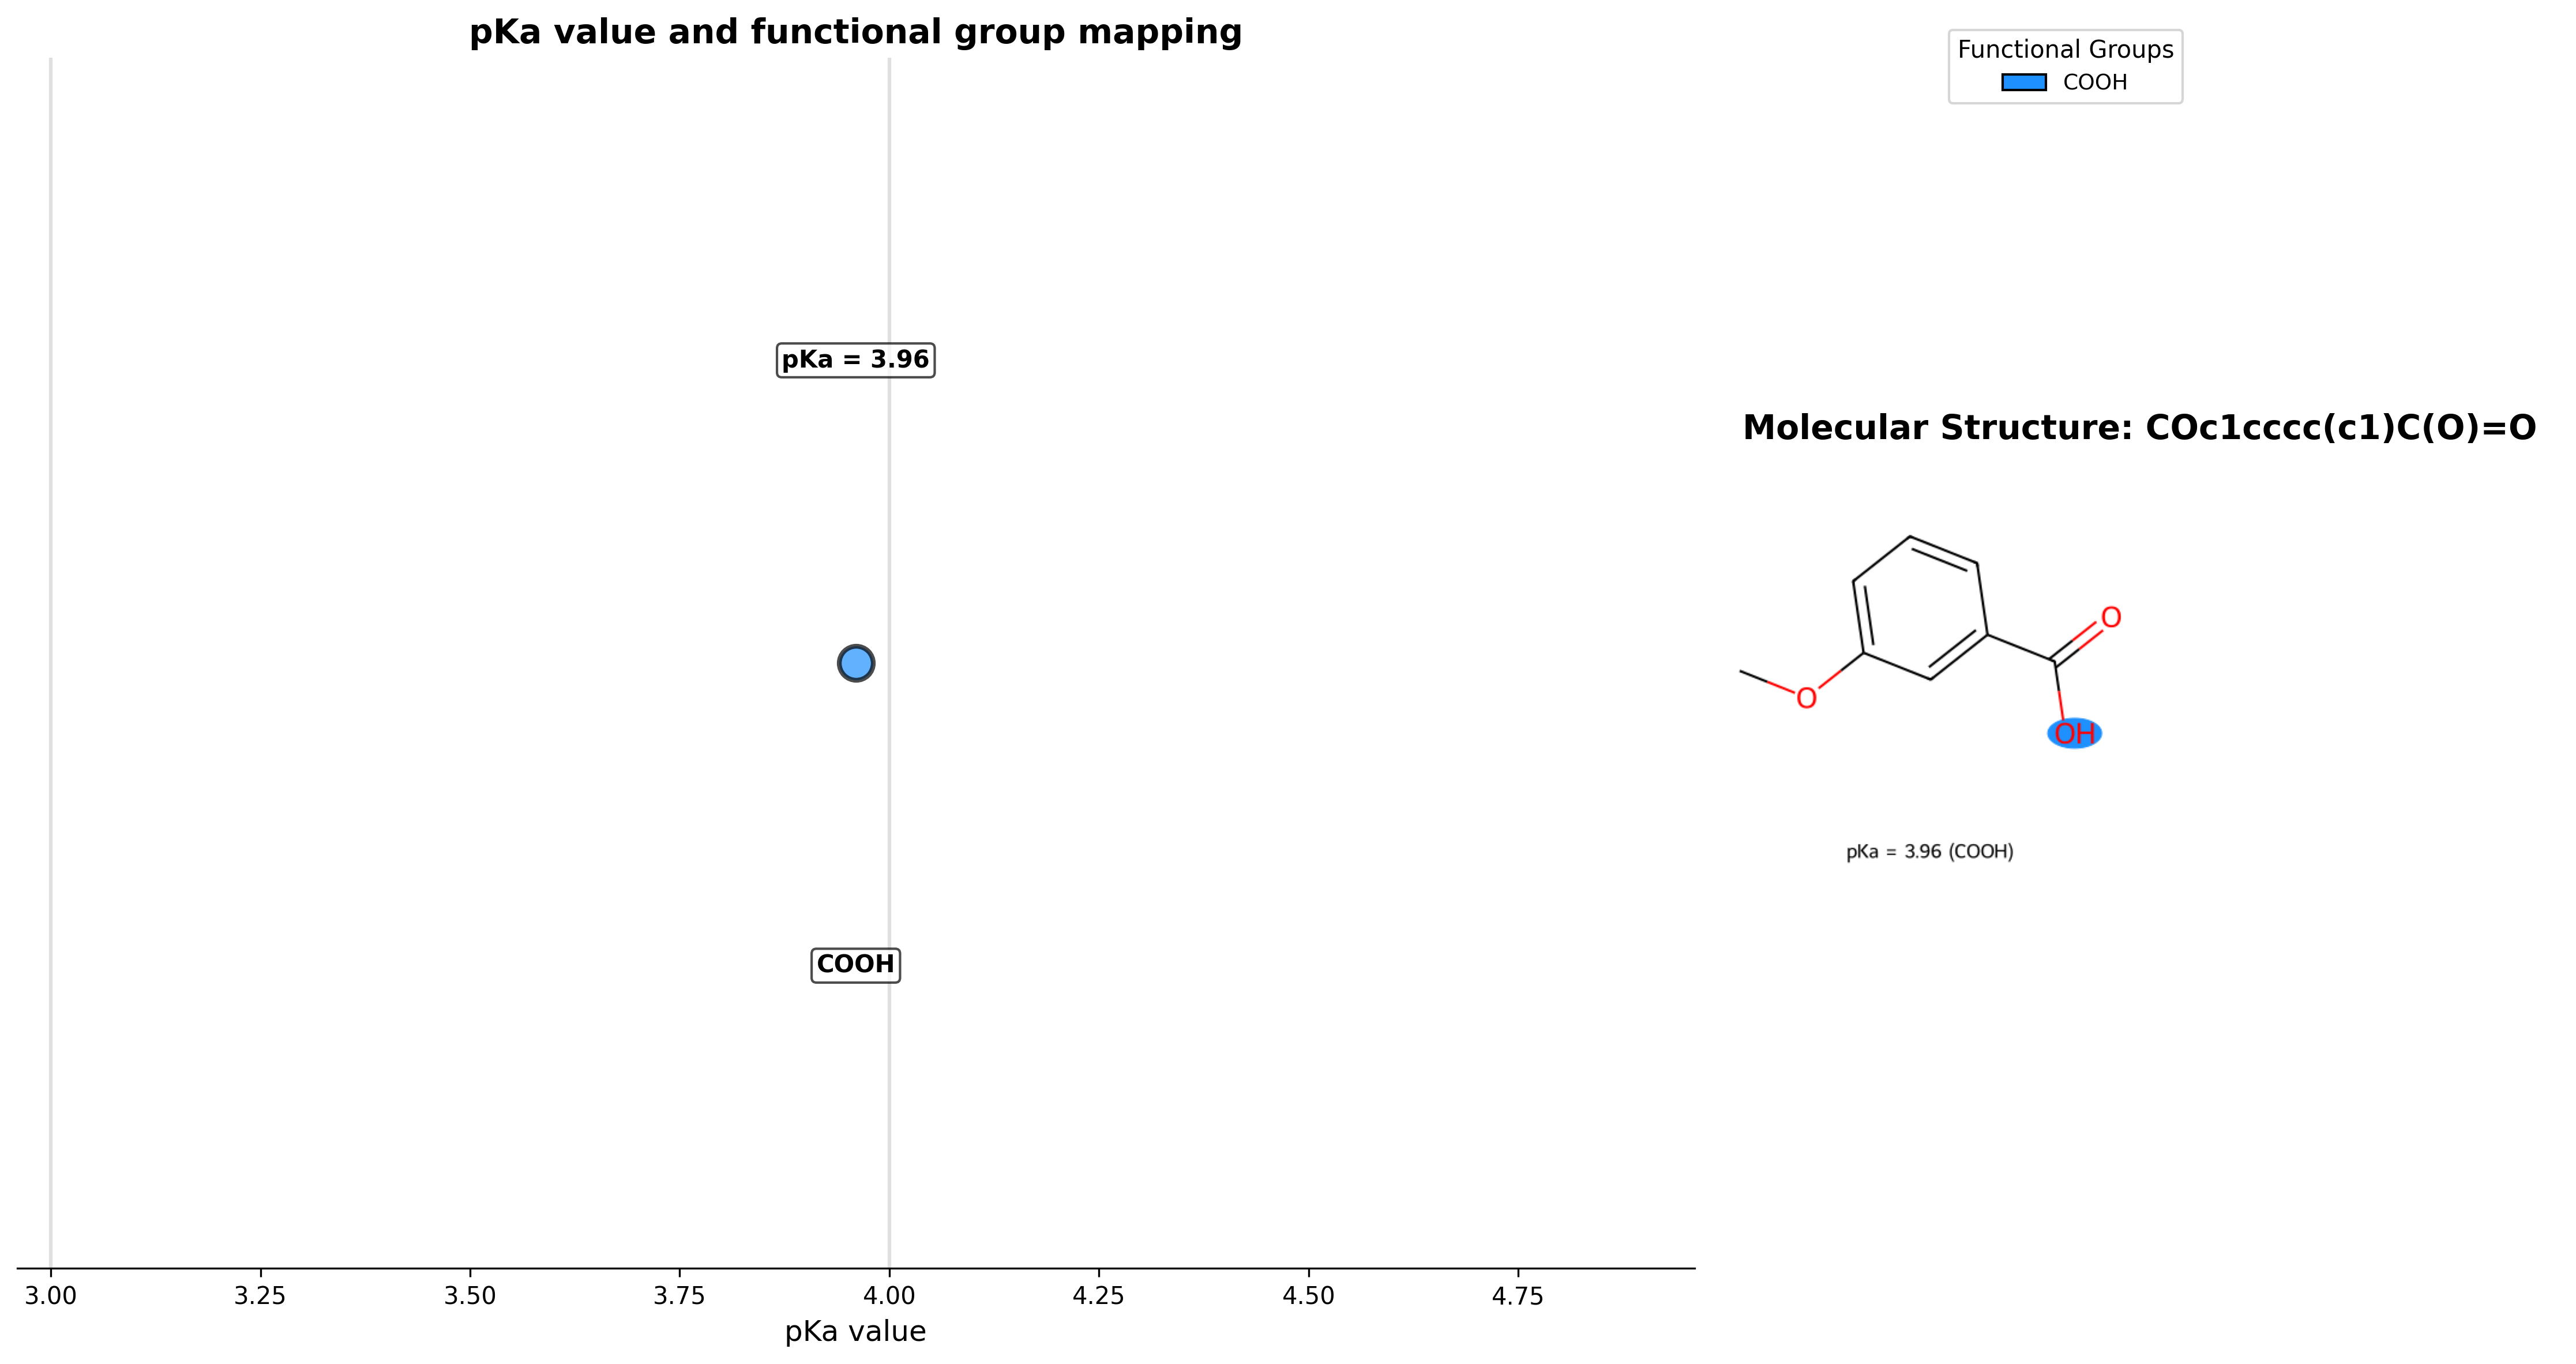 pKa value and functional group mapping
Functional Groups
COOH
pKa = 3.96
Molecular Structure: COc1cccc(c1)C(O)=O
O
O
OH
pKa = 3.96 (COOH)
COOH
3.00 3.25 3.50 3.75 4.00 4.25 4.50 4.75
pKa value